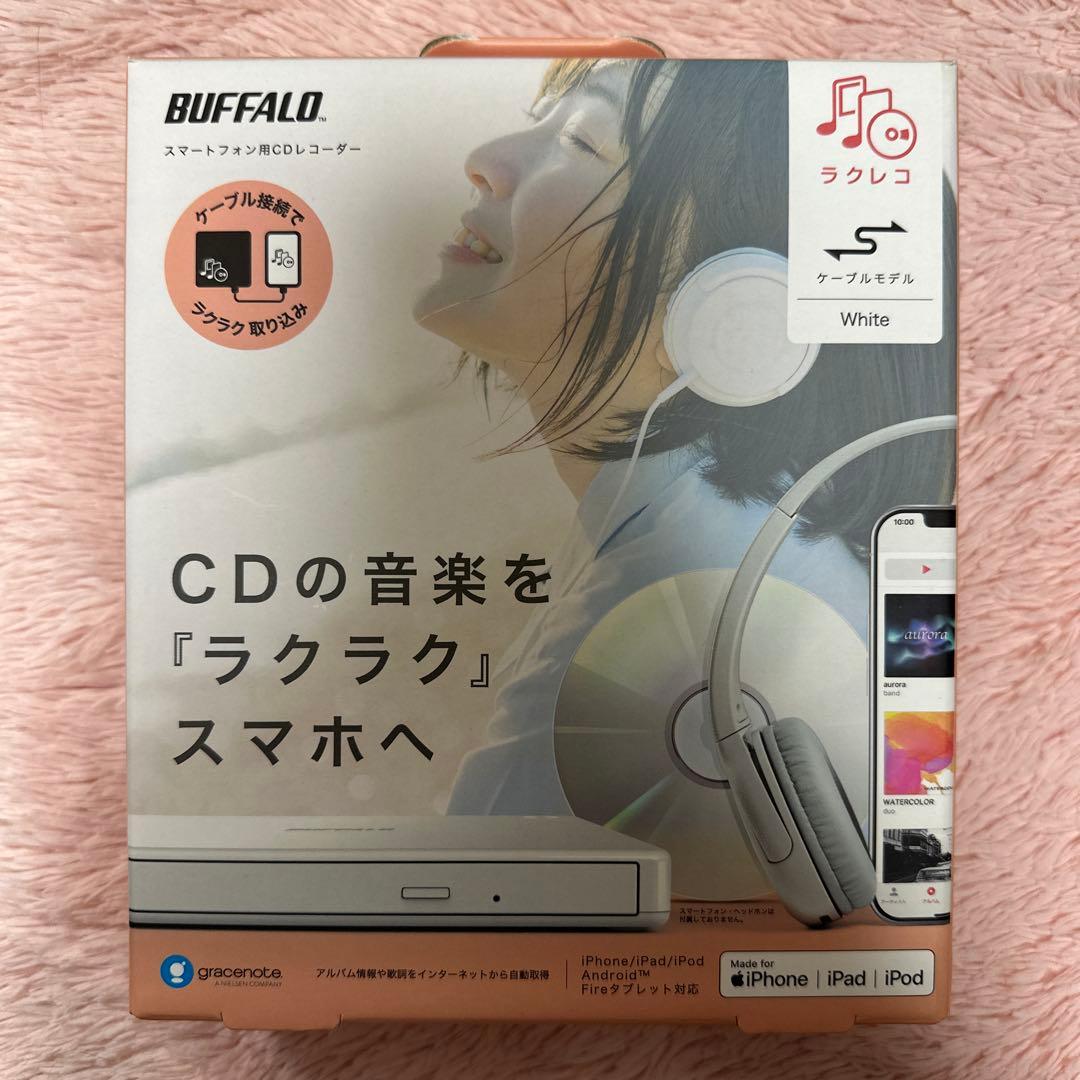 BUFFALO™
スマートフォン用CDレコーダー
ケーブル接続で
ラクラク取り込み
ラクレコ
ケーブルモデル
White
CDの音楽を
『ラクラク』
スマホへ
10:00
aurora
aurora
band
WATERCOLOR
duo
アルバム
スマートフォン・ヘッドホンは
付属しておりません。
gracenote.
A NIELSEN COMPANY
アルバム情報や歌詞をインターネットから自動取得
iPhone/iPad/iPod
Android™
Fireタブレット対応
Made for
iPhone | iPad | iPod